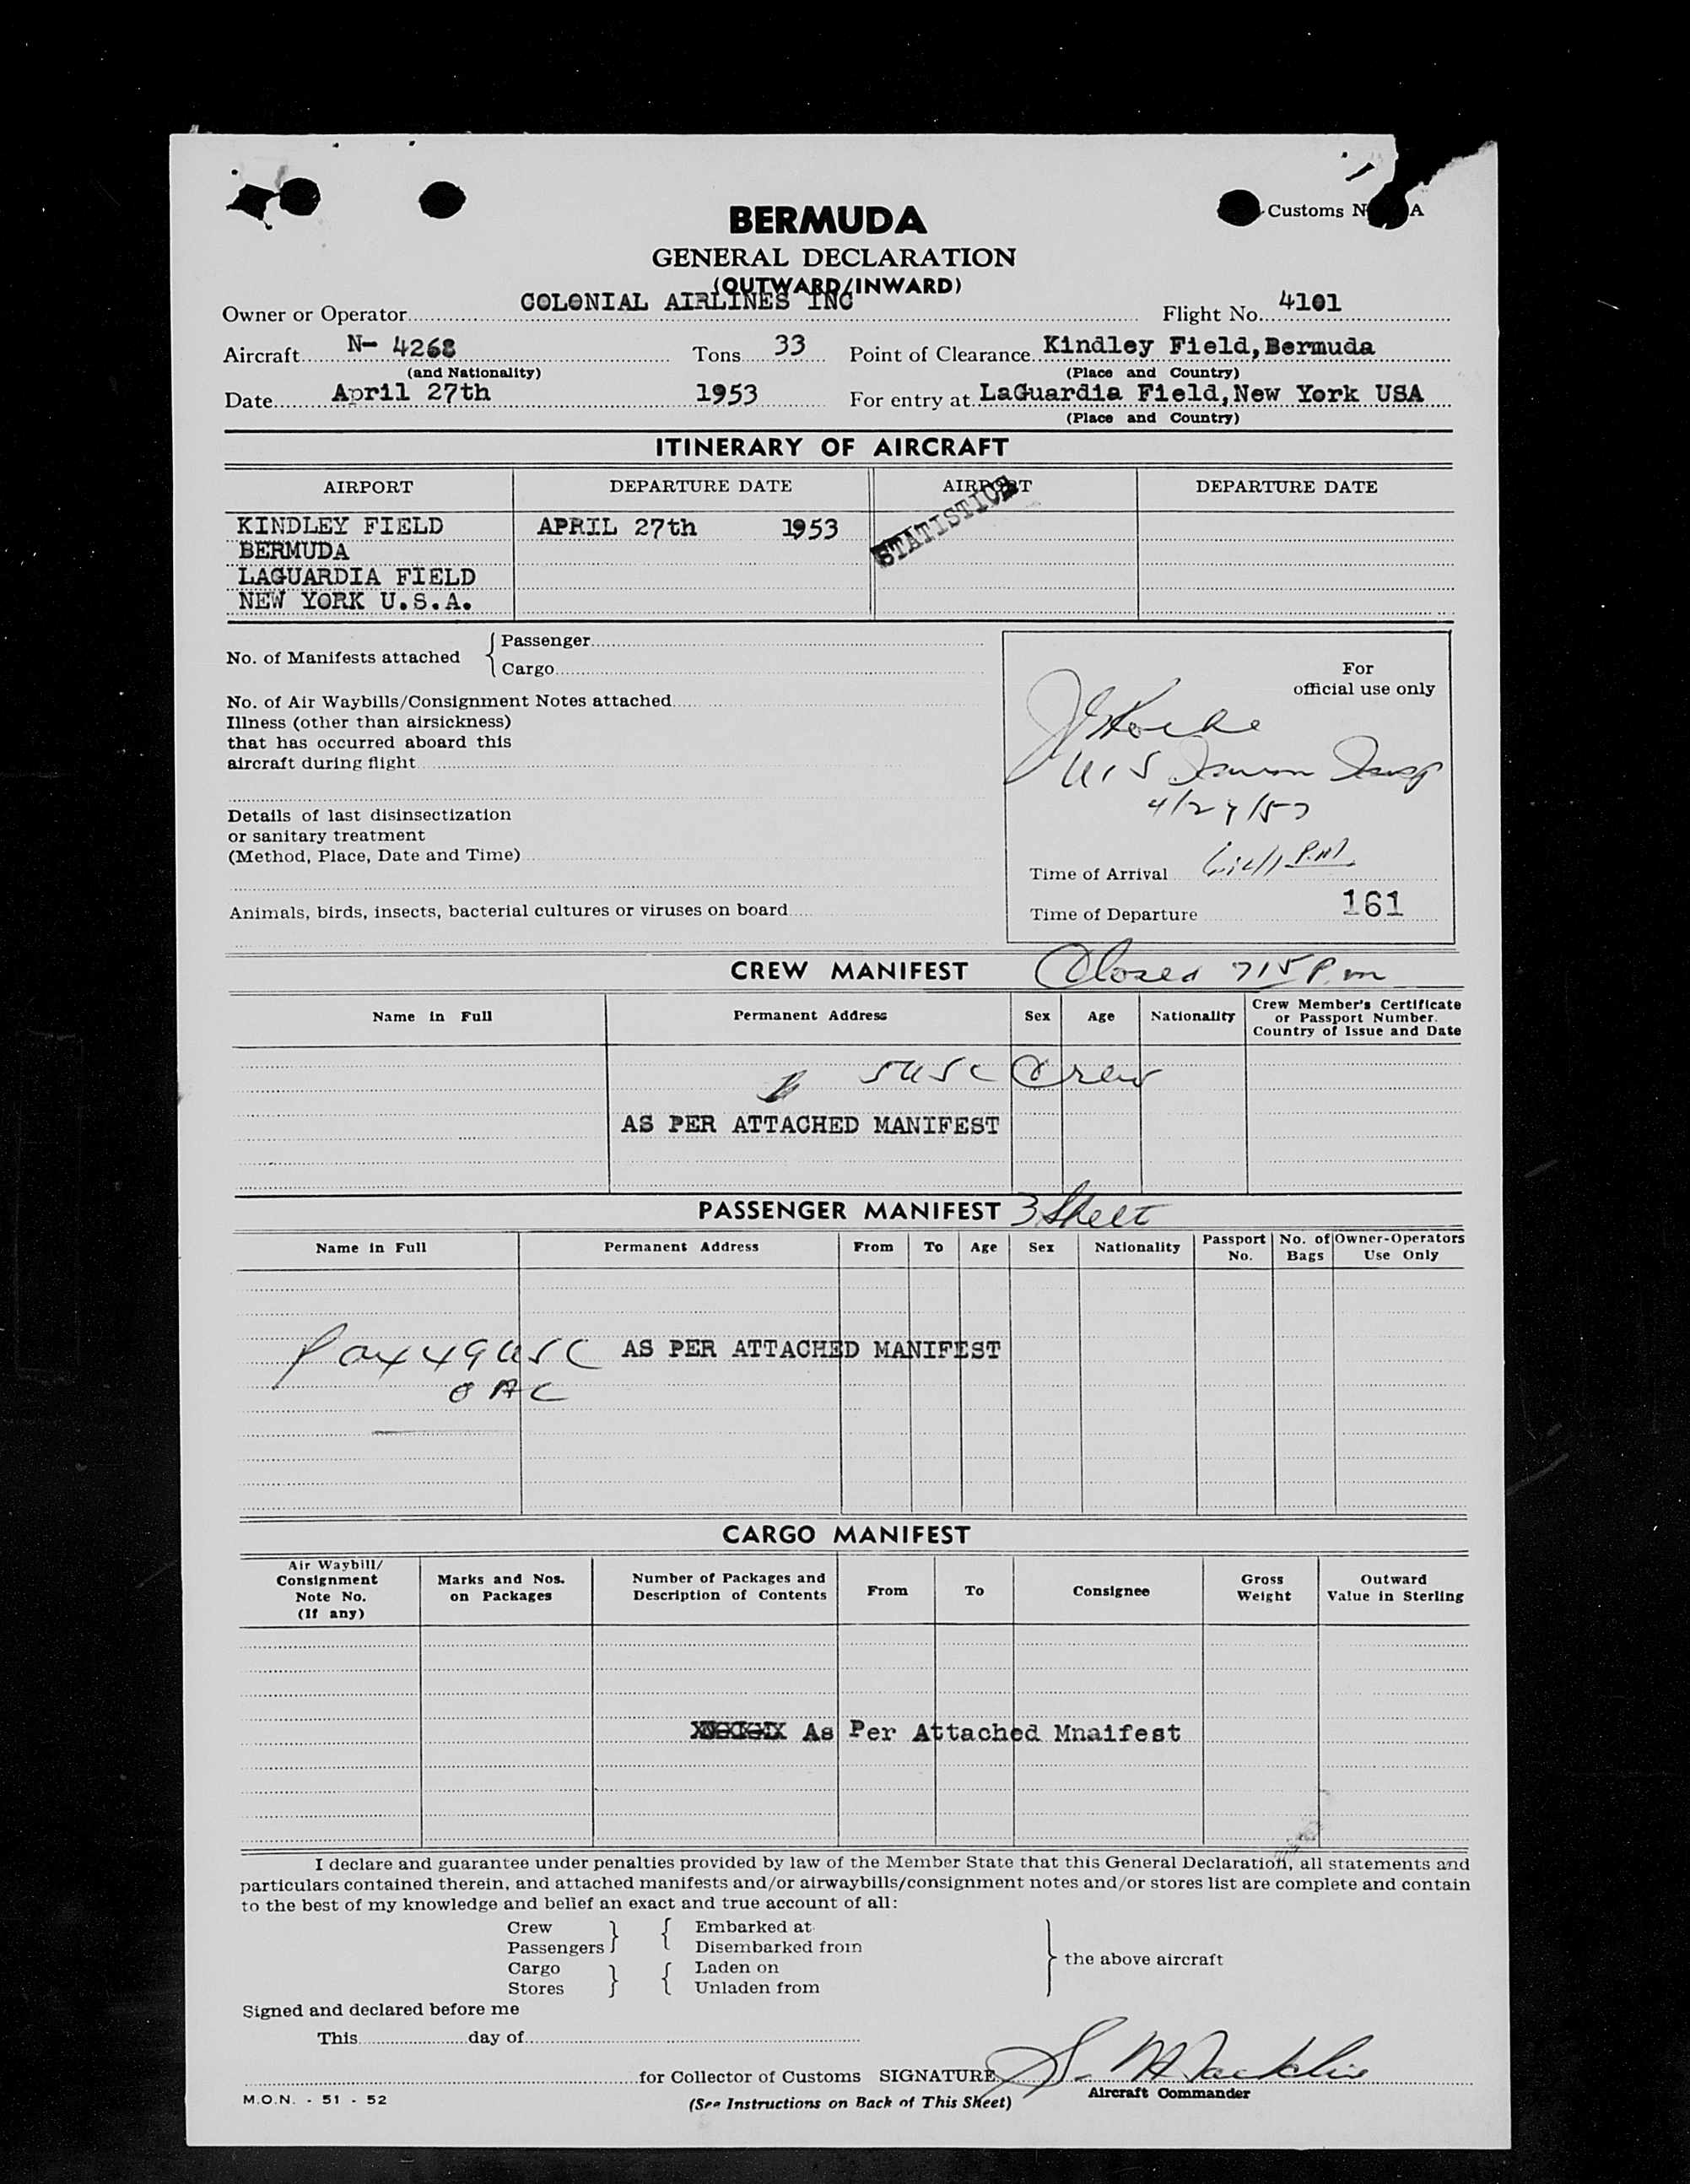 BERMUDA
Customs N A
GENERAL DECLARATION
(OUTWARD/INWARD)
Owner or Operator COLONIAL AIRLINES INC Flight No. 4101
Aircraft N- 4268 Tons 33 Point of Clearance Kindley Field, Bermuda
(and Nationality) (Place and Country)
Date April 27th 1953 For entry at LaGuardia Field, New York USA
(Place and Country)
ITINERARY OF AIRCRAFT
AIRPORT DEPARTURE DATE AIRPORT DEPARTURE DATE
KINDLEY FIELD APRIL 27th 1953
STATISTICS
BERMUDA
LAGUARDIA FIELD
NEW YORK U.S.A.
No. of Manifests attached { Passenger
Cargo
No. of Air Waybills/Consignment Notes attached
Illness (other than airsickness)
that has occurred aboard this
aircraft during flight
Details of last disinsectization
or sanitary treatment
(Method, Place, Date and Time)
Animals, birds, insects, bacterial cultures or viruses on board
For
official use only
U S
Time of Arrival P.M
Time of Departure 161
CREW MANIFEST Closed 715 P.m
Name in Full Permanent Address Sex Age Nationality Crew Member's Certificate
or Passport Number.
Country of Issue and Date
5 USC Crew
AS PER ATTACHED MANIFEST
PASSENGER MANIFEST 3 Sheet
Name in Full Permanent Address From To Age Sex Nationality Passport No. No. of Bags Owner-Operators Use Only
Pax 49 USC AS PER ATTACHED MANIFEST
0 AC
CARGO MANIFEST
Air Waybill/ Consignment Note No. (If any) Marks and Nos. on Packages Number of Packages and Description of Contents From To Consignee Gross Weight Outward Value in Sterling
As Per Attached Mnaifest
I declare and guarantee under penalties provided by law of the Member State that this General Declaration, all statements and
particulars contained therein, and attached manifests and/or airwaybills/consignment notes and/or stores list are complete and contain
to the best of my knowledge and belief an exact and true account of all:
Crew } { Embarked at
Passengers Disembarked from
Cargo } { Laden on
Stores Unladen from
} the above aircraft
Signed and declared before me
This day of
for Collector of Customs SIGNATURE
Aircraft Commander
M.O.N. - 51 - 52
(See Instructions on Back of This Sheet)